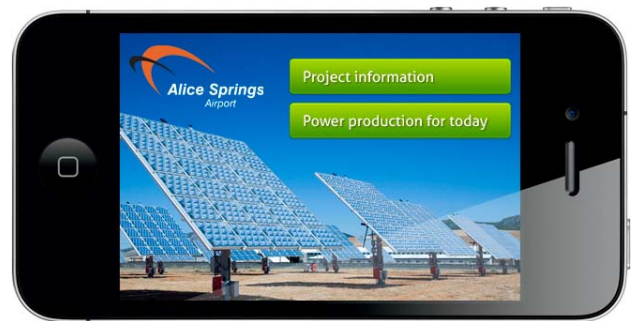 Alice Springs
Airport
Project information
Power production for today